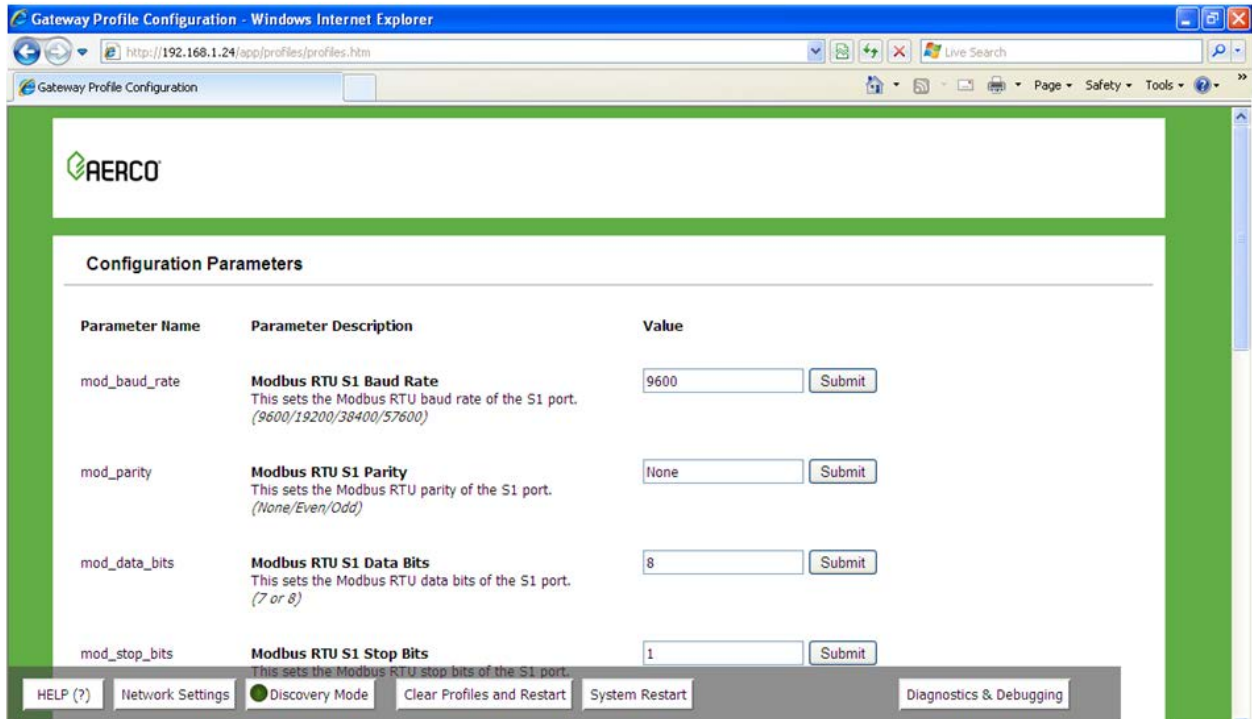 Gateway Profile Configuration - Windows Internet Explorer
http://192.168.1.24/app/profiles/profiles.htm
Live Search
Gateway Profile Configuration
Page
Safety
Tools
AERCO
Configuration Parameters
Parameter Name Parameter Description Value
mod_baud_rate Modbus RTU S1 Baud Rate 9600 Submit
This sets the Modbus RTU baud rate of the S1 port.
(9600/19200/38400/57600)
mod_parity Modbus RTU S1 Parity None Submit
This sets the Modbus RTU parity of the S1 port.
(None/Even/Odd)
mod_data_bits Modbus RTU S1 Data Bits 8 Submit
This sets the Modbus RTU data bits of the S1 port.
(7 or 8)
mod_stop_bits Modbus RTU S1 Stop Bits 1 Submit
This sets the Modbus RTU stop bits of the S1 port.
HELP (?) Network Settings Discovery Mode Clear Profiles and Restart System Restart Diagnostics & Debugging